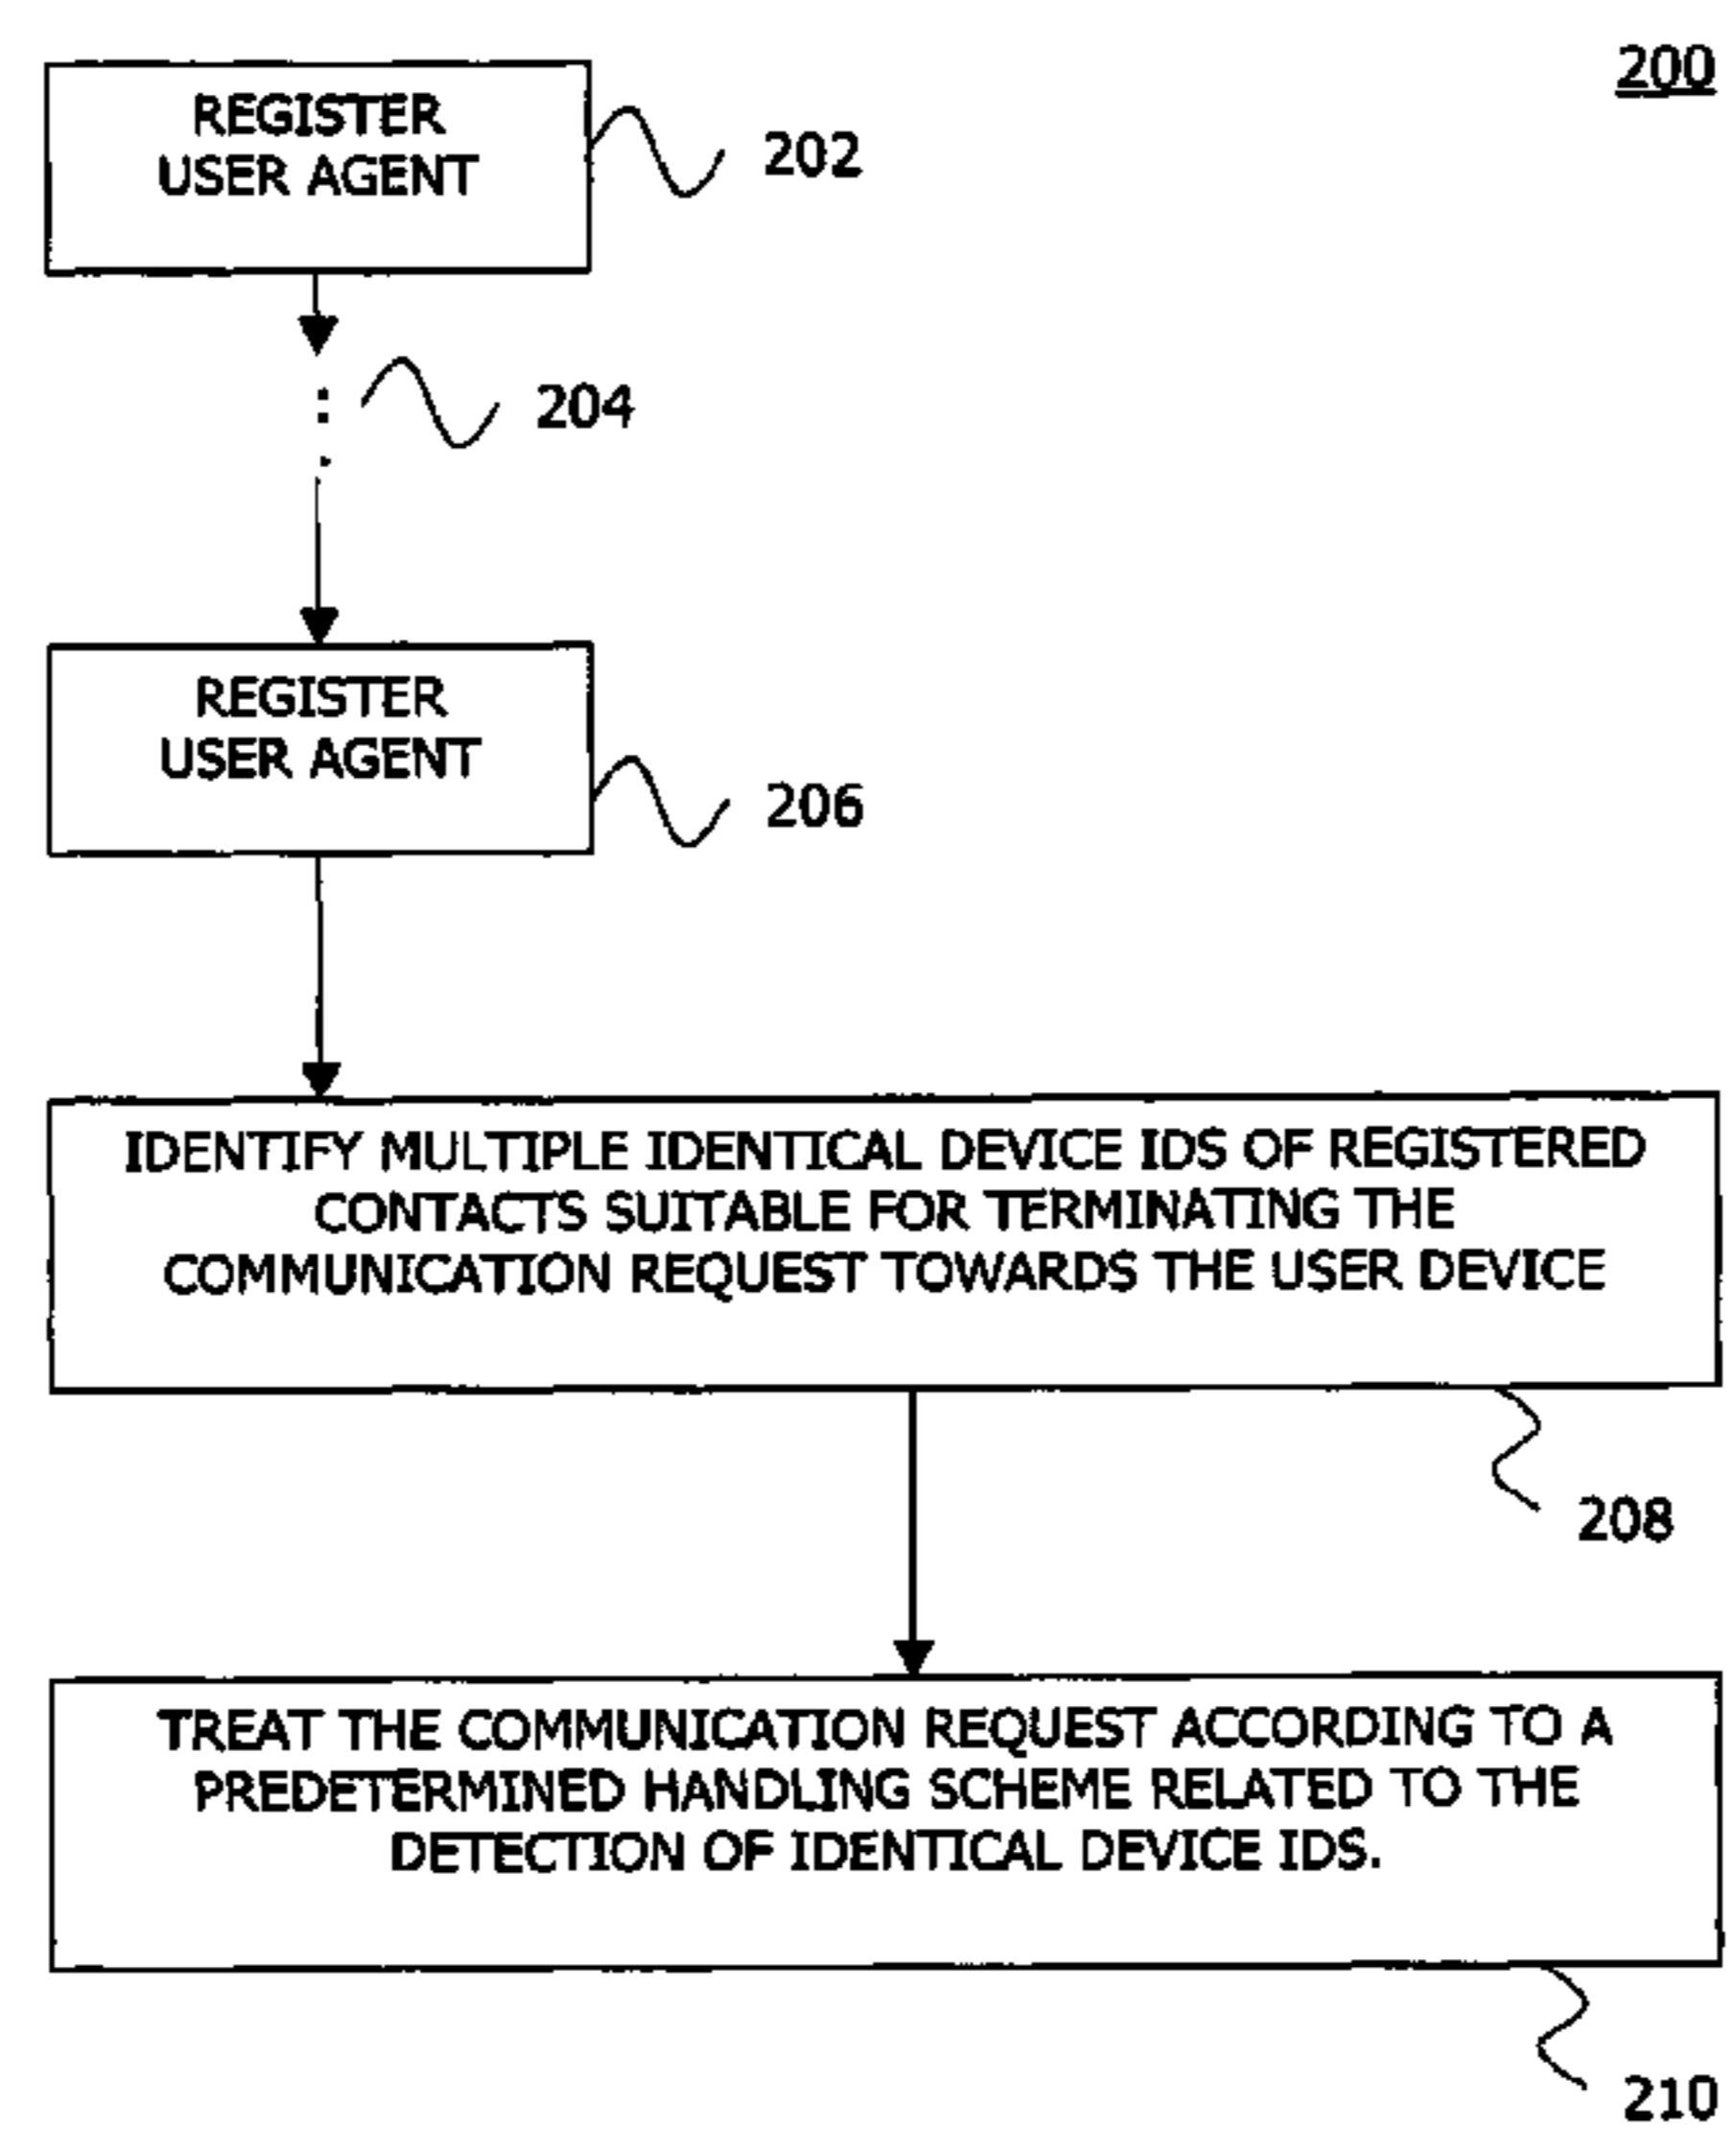 200
REGISTER
USER AGENT
202
204
REGISTER
USER AGENT
206
IDENTIFY MULTIPLE IDENTICAL DEVICE IDS OF REGISTERED
CONTACTS SUITABLE FOR TERMINATING THE
COMMUNICATION REQUEST TOWARDS THE USER DEVICE
208
TREAT THE COMMUNICATION REQUEST ACCORDING TO A
PREDETERMINED HANDLING SCHEME RELATED TO THE
DETECTION OF IDENTICAL DEVICE IDS.
210